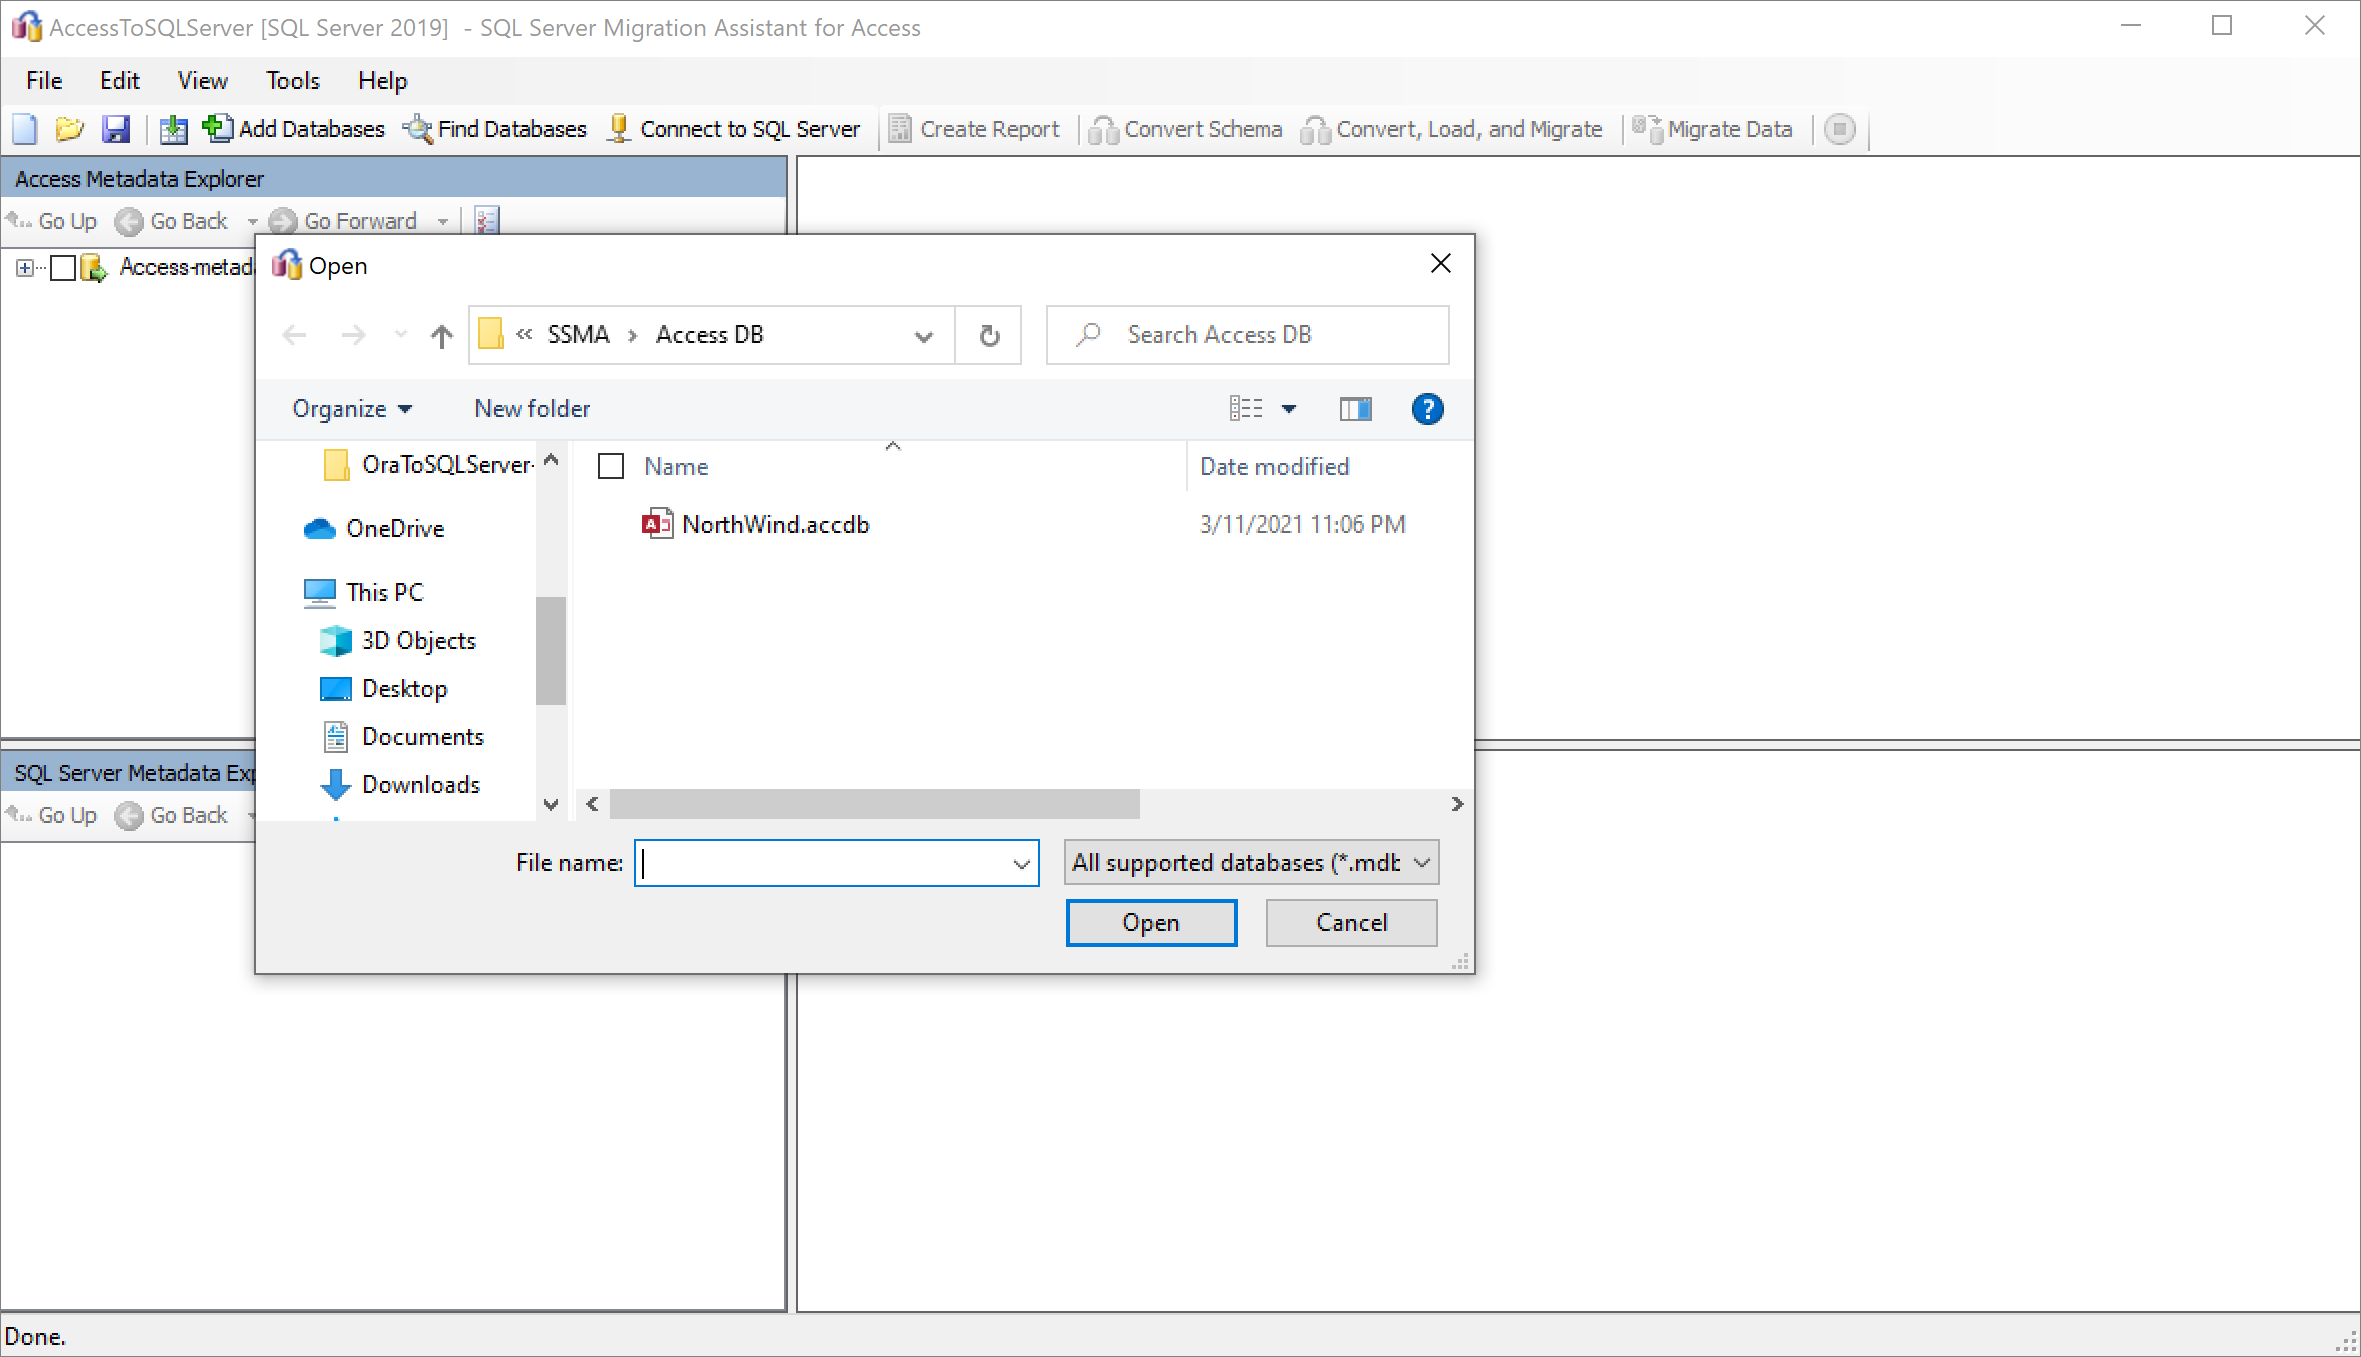 AccessToSQLServer [SQL Server 2019]  - SQL Server Migration Assistant for Access
File Edit View Tools Help
Add Databases Find Databases Connect to SQL Server Create Report Convert Schema Convert, Load, and Migrate Migrate Data
Access Metadata Explorer
Go Up Go Back Go Forward
Access-metada
Open
« SSMA › Access DB
Search Access DB
Organize New folder
OraToSQLServer-
OneDrive
This PC
3D Objects
Desktop
Documents
Downloads
Name Date modified
NorthWind.accdb 3/11/2021 11:06 PM
File name: All supported databases (*.mdb
Open Cancel
SQL Server Metadata Exp
Go Up Go Back
Done.